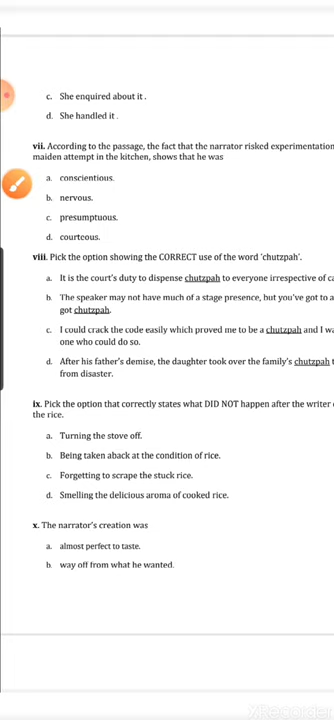 c. She enquired about it .
d. She handled it .
vii. According to the passage, the fact that the narrator risked experimentation
maiden attempt in the kitchen, shows that he was
a. conscientious.
b. nervous.
c. presumptuous.
d. courteous.
viii. Pick the option showing the CORRECT use of the word 'chutzpah'.
a. It is the court's duty to dispense chutzpah to everyone irrespective of
b. The speaker may not have much of a stage presence, but you've got to
got chutzpah.
c. I could crack the code easily which proved me to be a chutzpah and I
one who could do so.
d. After his father's demise, the daughter took over the family's chutzpah
from disaster.
ix. Pick the option that correctly states what DID NOT happen after the writer
the rice.
a. Turning the stove off.
b. Being taken aback at the condition of rice.
c. Forgetting to scrape the stuck rice.
d. Smelling the delicious aroma of cooked rice.
x. The narrator's creation was
a. almost perfect to taste.
b. way off from what he wanted.